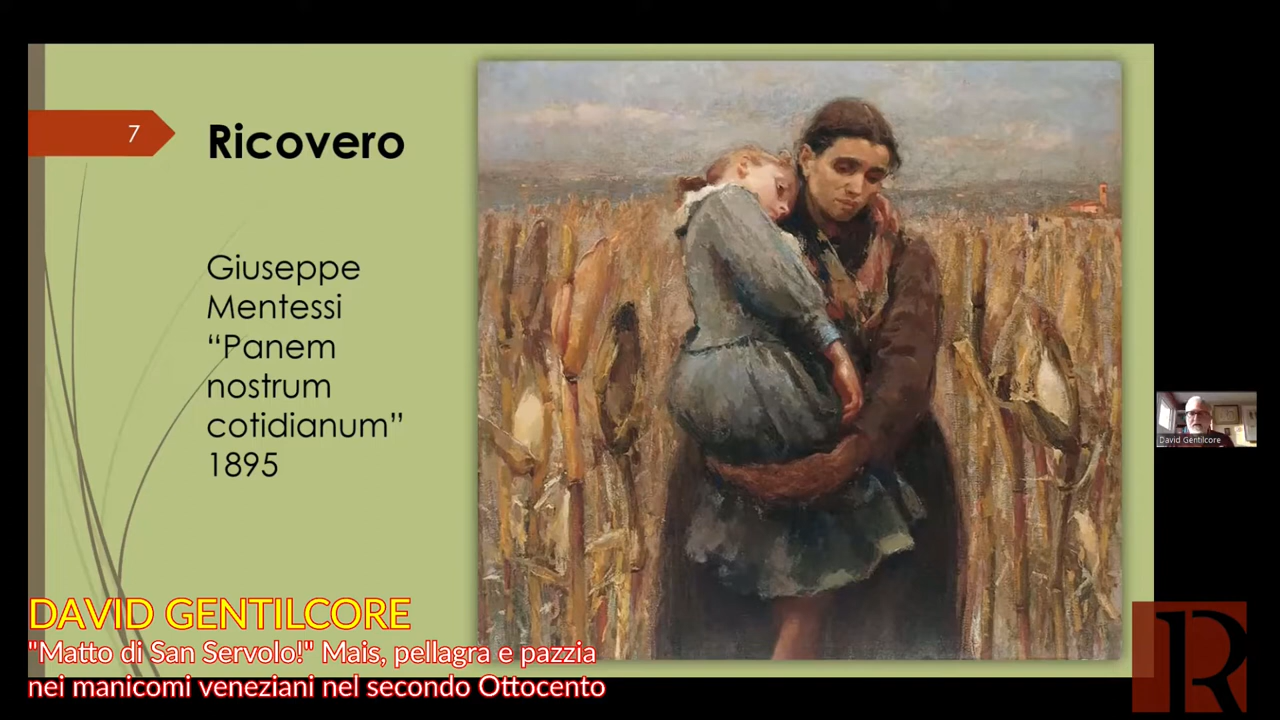 7
Ricovero
Giuseppe
Mentessi
“Panem
nostrum
cotidianum”
1895
David Gentilcore
DAVID GENTILCORE
"Matto di San Servolo!" Mais, pellagra e pazzia
nei manicomi veneziani nel secondo Ottocento
R